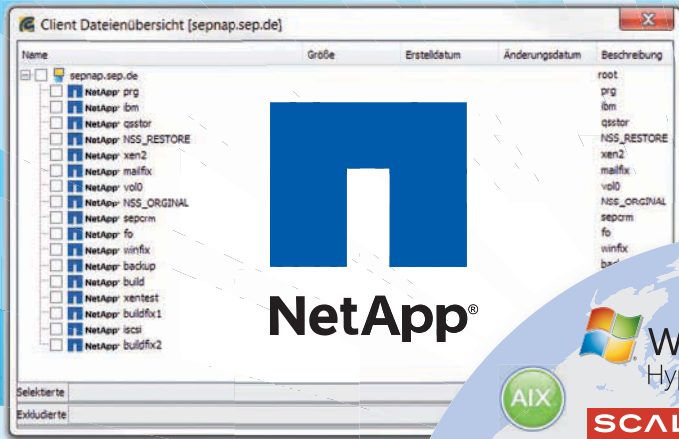 Client Dateienübersicht [sepnap.sep.de]
Name Größe Erstelldatum Änderungsdatum Beschreibung
sepnap.sep.de root
NetApp prg prg
NetApp ibm ibm
NetApp qsstor qsstor
NetApp NSS_RESTORE NSS_RESTORE
NetApp xen2 xen2
NetApp mailfix mailfix
NetApp vol0 vol0
NetApp NSS_ORGINAL NSS_ORGINAL
NetApp sepcrm sepcrm
NetApp fo fo
NetApp winfix winfix
NetApp backup
NetApp build
NetApp xentest
NetApp buildfix1
NetApp iscsi
NetApp buildfix2
NetApp®
Selektierte
Exkludierte
AIX